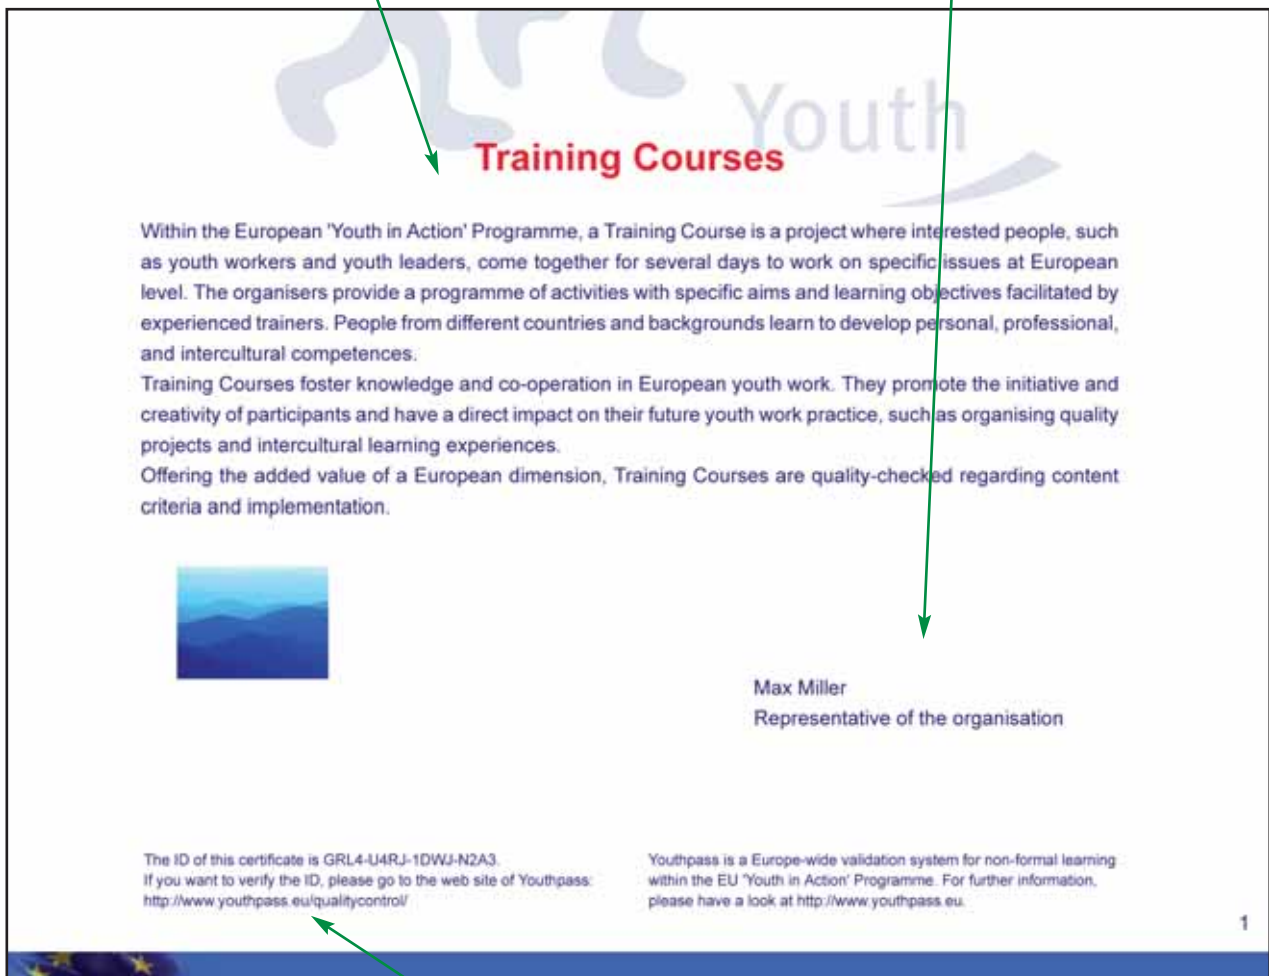 Youth
Training Courses
Within the European 'Youth in Action' Programme, a Training Course is a project where interested people, such
as youth workers and youth leaders, come together for several days to work on specific issues at European
level. The organisers provide a programme of activities with specific aims and learning objectives facilitated by
experienced trainers. People from different countries and backgrounds learn to develop personal, professional,
and intercultural competences.
Training Courses foster knowledge and co-operation in European youth work. They promote the initiative and
creativity of participants and have a direct impact on their future youth work practice, such as organising quality
projects and intercultural learning experiences.
Offering the added value of a European dimension, Training Courses are quality-checked regarding content
criteria and implementation.
Max Miller
Representative of the organisation
The ID of this certificate is GRL4-U4RJ-1DWJ-N2A3.
If you want to verify the ID, please go to the web site of Youthpass:
http://www.youthpass.eu/qualitycontrol/
Youthpass is a Europe-wide validation system for non-formal learning
within the EU 'Youth in Action' Programme. For further information,
please have a look at http://www.youthpass.eu.
1